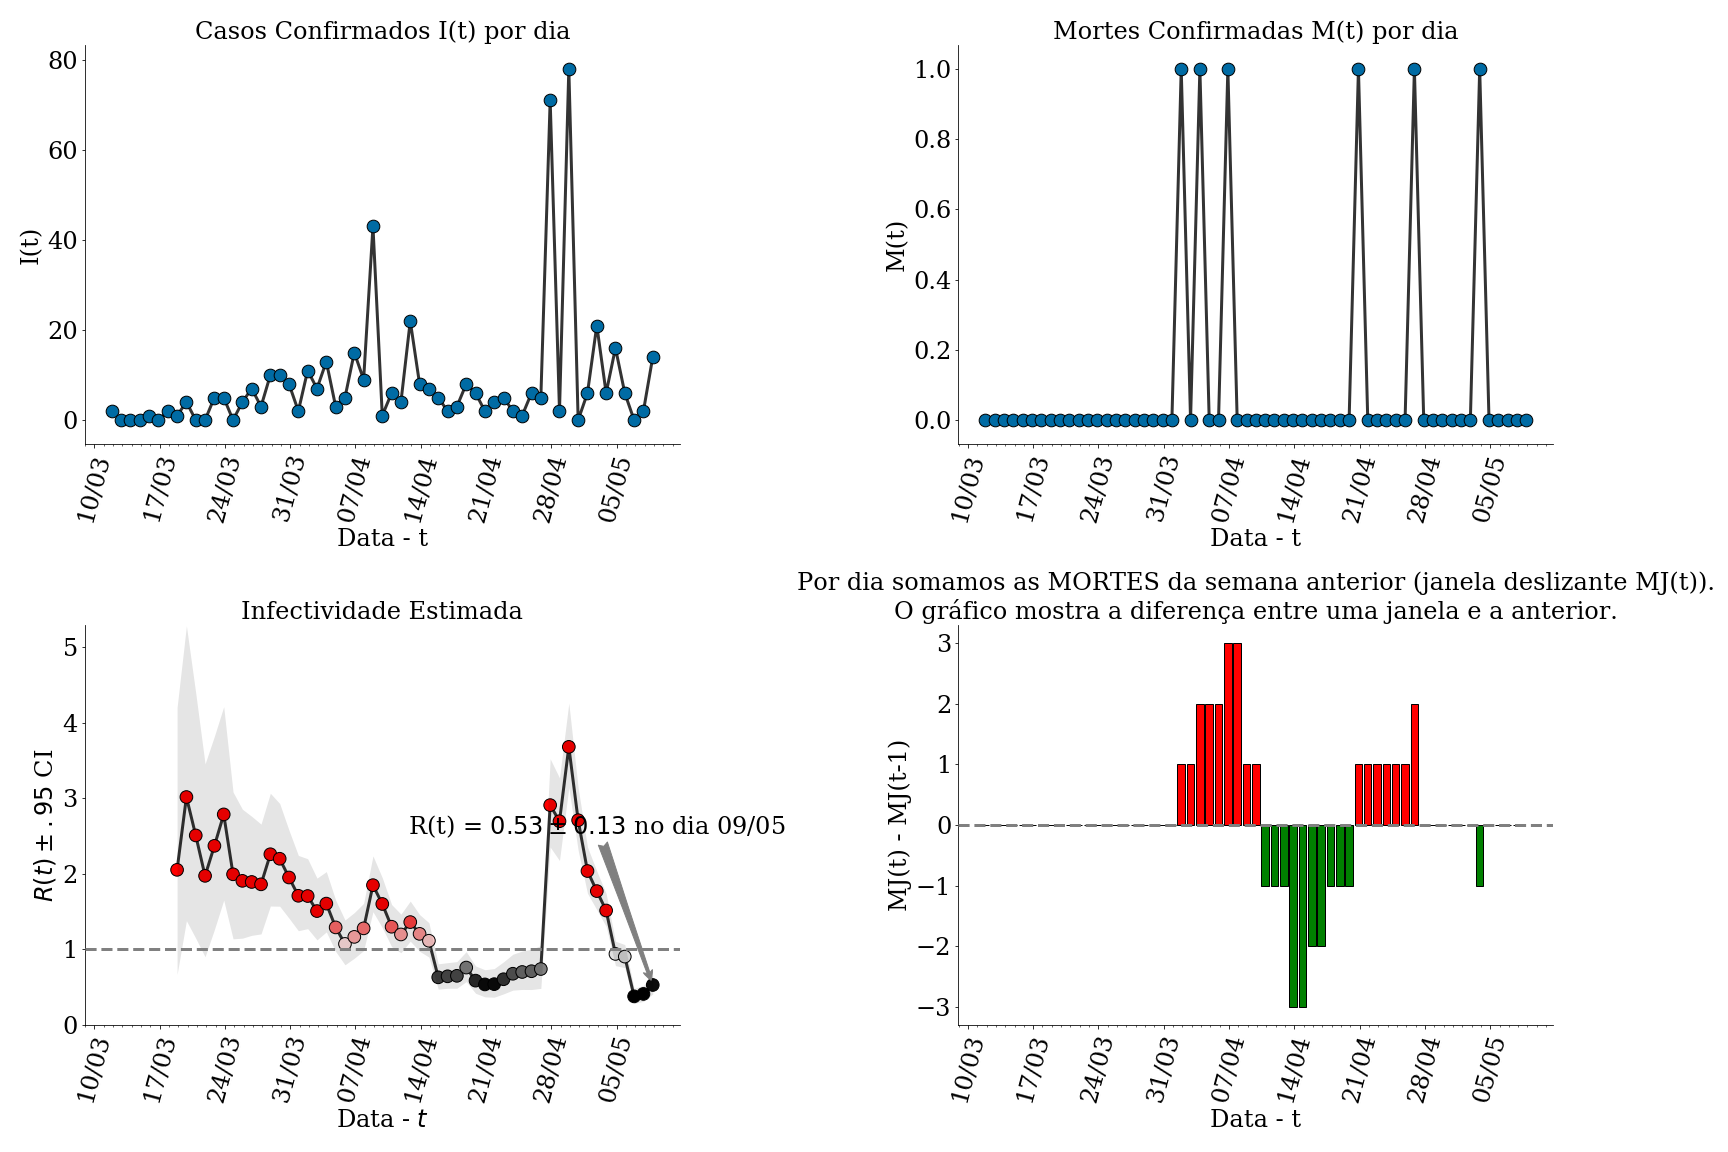 Casos Confirmados I(t) por dia
80
60
40
20
0
I(t)
10/03 17/03 24/03 31/03 07/04 14/04 21/04 28/04 05/05
Data - t
Mortes Confirmadas M(t) por dia
1.0
0.8
0.6
0.4
0.2
0.0
M(t)
10/03 17/03 24/03 31/03 07/04 14/04 21/04 28/04 05/05
Data - t
Infectividade Estimada
5
4
3
2
1
0
R(t) ± . 95 CI
R(t) = 0.53 ± 0.13 no dia 09/05
10/03 17/03 24/03 31/03 07/04 14/04 21/04 28/04 05/05
Data - t
Por dia somamos as MORTES da semana anterior (janela deslizante MJ(t)).
O gráfico mostra a diferença entre uma janela e a anterior.
3
2
1
0
−1
−2
−3
MJ(t) - MJ(t-1)
10/03 17/03 24/03 31/03 07/04 14/04 21/04 28/04 05/05
Data - t